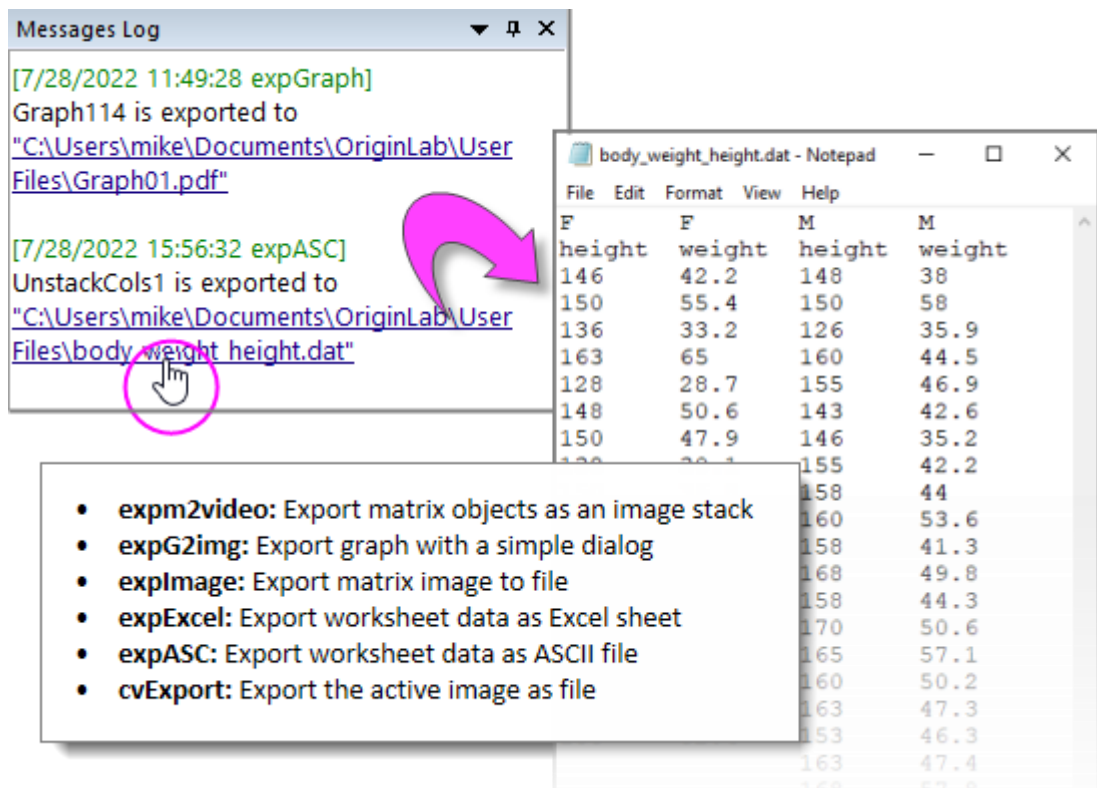 Messages Log
[7/28/2022 11:49:28 expGraph]
Graph114 is exported to
"C:\Users\mike\Documents\OriginLab\User
Files\Graph01.pdf"
[7/28/2022 15:56:32 expASC]
UnstackCols1 is exported to
"C:\Users\mike\Documents\OriginLab\User
Files\body_weight_height.dat"
body_weight_height.dat - Notepad
File Edit Format View Help
F F M M
height weight height weight
146 42.2 148 38
150 55.4 150 58
136 33.2 126 35.9
163 65 160 44.5
128 28.7 155 46.9
148 50.6 143 42.6
150 47.9 146 35.2
155 42.2
158 44
160 53.6
158 41.3
168 49.8
158 44.3
170 50.6
165 57.1
160 50.2
163 47.3
153 46.3
163 47.4
• expm2video: Export matrix objects as an image stack
• expG2img: Export graph with a simple dialog
• expImage: Export matrix image to file
• expExcel: Export worksheet data as Excel sheet
• expASC: Export worksheet data as ASCII file
• cvExport: Export the active image as file